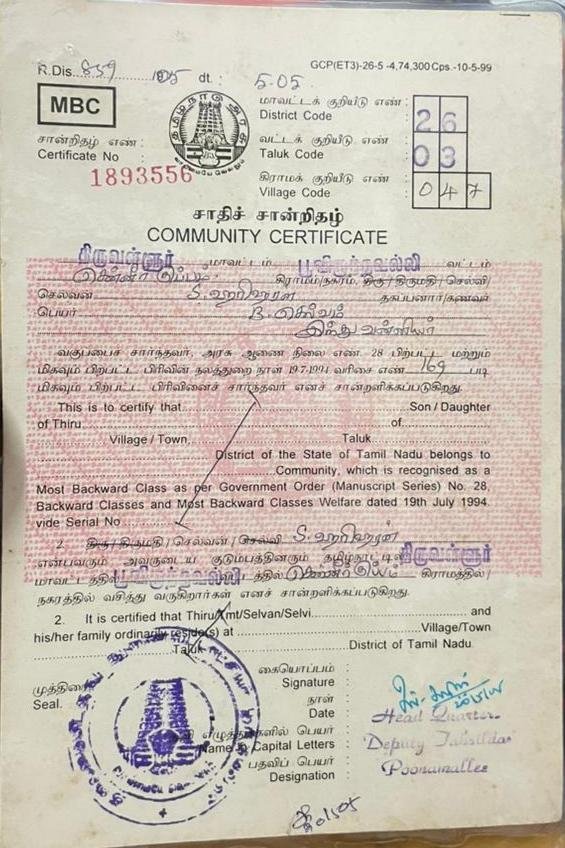 GCP(ET3)-26-5 -4,74,300 Cps.-10-5-99
R.Dis. 859 dt : 5.05
MBC
மாவட்டக் குறியீடு எண் :
District Code 26
வட்டக் குறியீடு எண் :
Taluk Code 03
கிராமக் குறியீடு எண் :
Village Code 047
சான்றிதழ் எண் :
Certificate No :
1893556
சாதிச் சான்றிதழ்
COMMUNITY CERTIFICATE
திருவள்ளூர் மாவட்டம் பூவிருந்தவல்லி வட்டம்
கிராமம்/நகரம், திரு/திருமதி/செல்வி/
செல்வன் S. ஹரிஹரன் தகப்பனார்/கணவர்
பெயர் B.
இந்து வண்ணியர்
வகுப்பைச் சார்ந்தவர், அரசு ஆணை நிலை எண். 28 பிற்பட்ட மற்றும்
மிகவும் பிற்பட்ட பிரிவின் நலத்துறை நாள் 19-7-1994 வரிசை எண் 169 படி
மிகவும் பிற்பட்ட பிரிவினைச் சார்ந்தவர் எனச் சான்றளிக்கப்படுகிறது.
This is to certify that Son / Daughter
of Thiru of
Village / Town, Taluk
District of the State of Tamil Nadu belongs to
Community, which is recognised as a
Most Backward Class as per Government Order (Manuscript Series) No. 28,
Backward Classes and Most Backward Classes Welfare dated 19th July 1994.
vide Serial No
2. திரு / திருமதி / செல்வன் / செல்வி S. ஹரிஹரன்
என்பவரும் அவருடைய குடும்பத்தினரும் தமிழ்நாட்டில் திருவள்ளூர்
மாவட்டத்தில் பூவிருந்தவல்லி த்தில் கிராமத்தில்/
நகரத்தில் வசித்து வருகிறார்கள் எனச் சான்றளிக்கப்படுகிறது.
2. It is certified that Thiru/Tmt/Selvan/Selvi and
his/her family ordinarily reside(s) at Village/Town
Taluk District of Tamil Nadu.
கையொப்பம்
Signature :
முத்திரை
Seal.
நாள்
Date :
Head Quarter
எழுத்துகளில் பெயர்
Name in Capital Letters :
Deputy Tahsildar
பதவிப் பெயர்
Designation :
Poonamallee